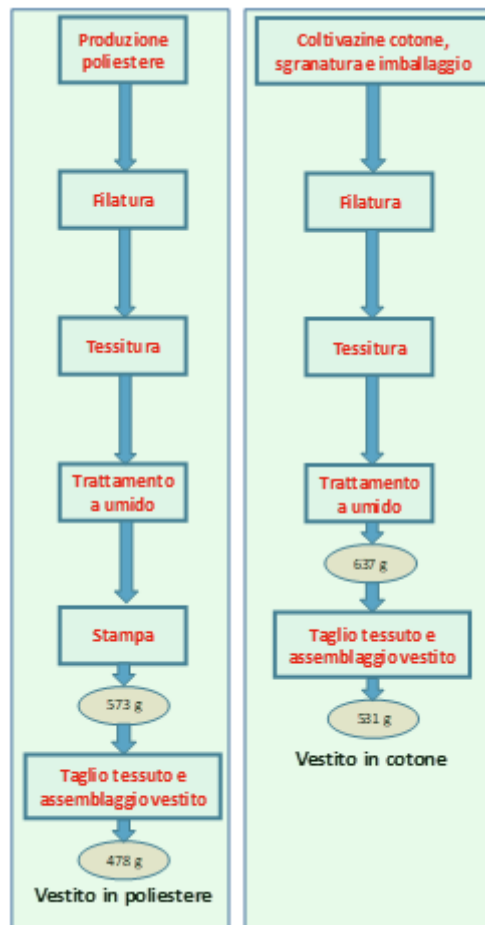 Produzione
poliestere
Filatura
Tessitura
Trattamento
a umido
Stampa
573 g
Taglio tessuto e
assemblaggio vestito
478 g
Vestito in poliestere
Coltivazine cotone,
sgranatura e imballaggio
Filatura
Tessitura
Trattamento
a umido
637 g
Taglio tessuto e
assemblaggio vestito
531 g
Vestito in cotone